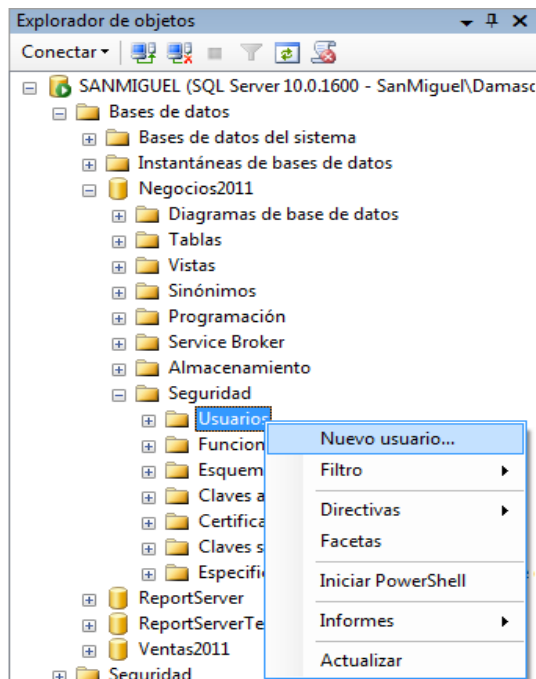 Explorador de objetos
Conectar
SANMIGUEL (SQL Server 10.0.1600 - SanMiguel\Damasc
Bases de datos
Bases de datos del sistema
Instantáneas de bases de datos
Negocios2011
Diagramas de base de datos
Tablas
Vistas
Sinónimos
Programación
Service Broker
Almacenamiento
Seguridad
Usuarios
Funcion
Esquem
Claves a
Certifica
Claves s
Especifi
ReportServer
ReportServerTe
Ventas2011
Seguridad
Nuevo usuario...
Filtro
Directivas
Facetas
Iniciar PowerShell
Informes
Actualizar